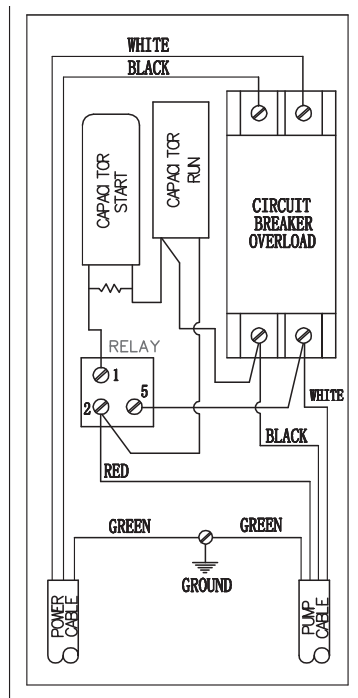 WHITE
BLACK
CAPACITOR
START
CAPACITOR
RUN
CIRCUIT
BREAKER
OVERLOAD
RELAY
1
2
5
WHITE
BLACK
RED
GREEN
GREEN
GROUND
POWER
CABLE
PUMP
CABLE